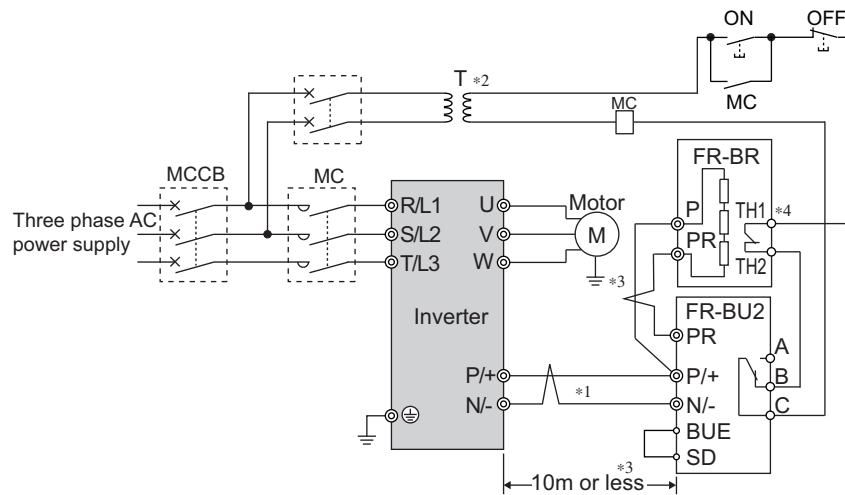 ON OFF
T *2
MC
MC
FR-BR
MCCB MC
P TH1 *4
PR TH2
Three phase AC
power supply
R/L1 U Motor
S/L2 V M
T/L3 W
*3
Inverter
FR-BU2
PR
A
P/+ P/+ B
*1
N/- N/- C
BUE
SD
10m or less *3